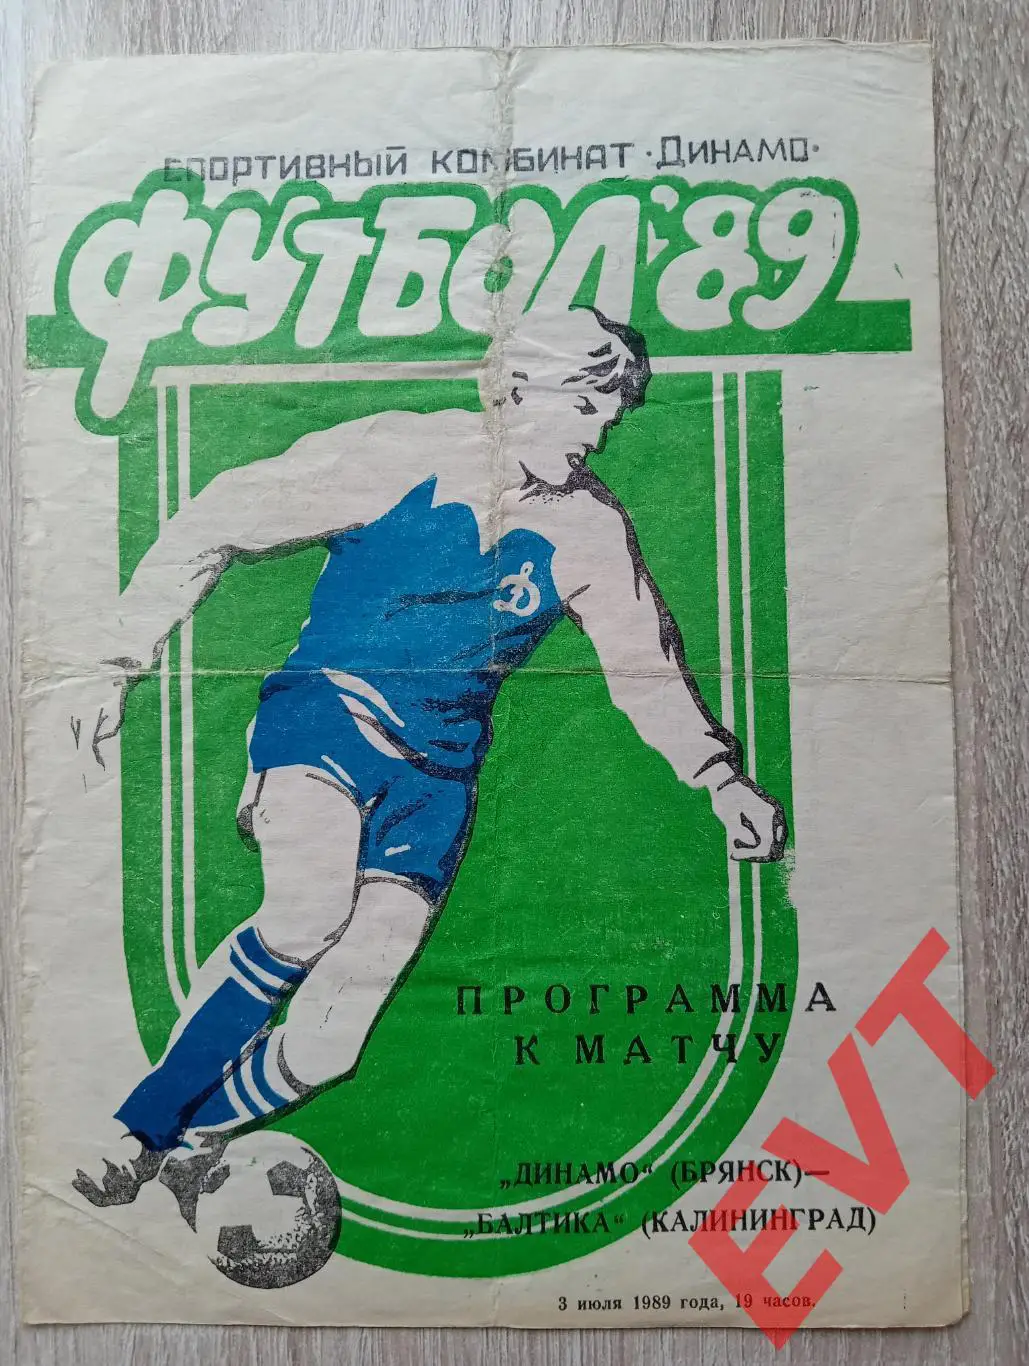 СПОРТИВНЫЙ КОМБИНАТ •ДИНАМО•
ФУТБОЛ'89
Д
ПРОГРАММА
К МАТЧУ
„ДИНАМО“ (БРЯНСК)—
„БАЛТИКА“ (КАЛИНИНГРАД)
3 июля 1989 года, 19 часов.
EVT